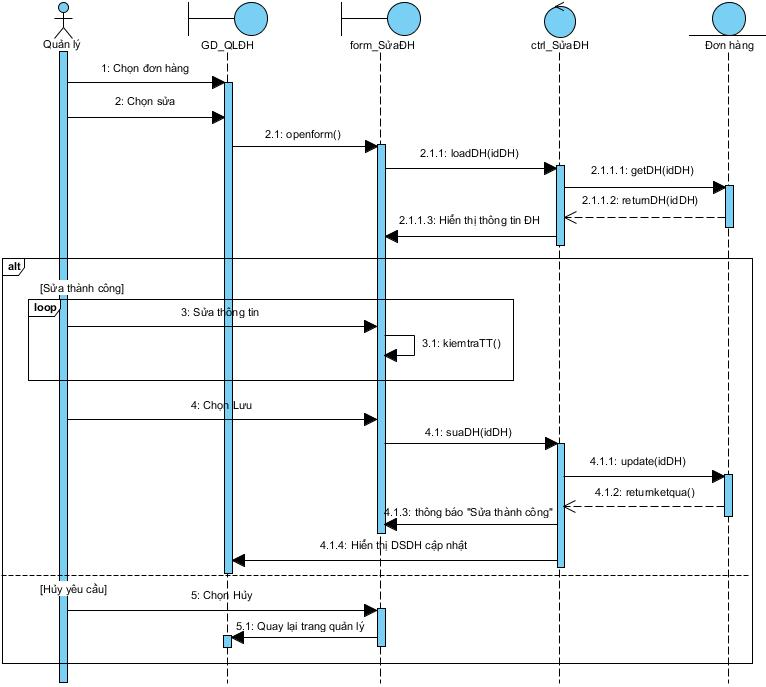 Quản lý
GD_QLĐH
form_SửaĐH
ctrl_SửaĐH
Đơn hàng
1: Chọn đơn hàng
2: Chọn sửa
2.1: openform()
2.1.1: loadDH(idDH)
2.1.1.1: getDH(idDH)
2.1.1.2: returnDH(idDH)
2.1.1.3: Hiển thị thông tin ĐH
alt
[Sửa thành công]
loop
3: Sửa thông tin
3.1: kiemtraTT()
4: Chọn Lưu
4.1: suaDH(idDH)
4.1.1: update(idDH)
4.1.2: returnketqua()
4.1.3: thông báo "Sửa thành công"
4.1.4: Hiển thị DSDH cập nhật
[Hủy yêu cầu]
5: Chọn Hủy
5.1: Quay lại trang quản lý